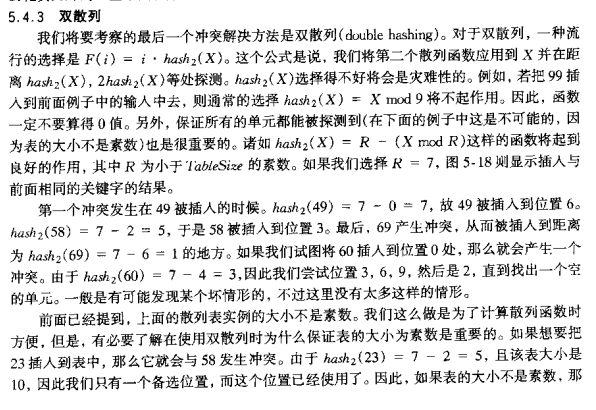 5.4.3 双散列
我们将要考察的最后一个冲突解决方法是双散列(double hashing)。对于双散列，一种流
行的选择是 F(i) = i · hash₂(X)。这个公式是说，我们将第二个散列函数应用到 X 并在距
离 hash₂(X)，2hash₂(X)等处探测。hash₂(X)选择得不好将会是灾难性的。例如，若把 99 插
入到前面例子中的输入中去，则通常的选择 hash₂(X) = X mod 9 将不起作用。因此，函数
一定不要算得 0 值。另外，保证所有的单元都能被探测到(在下面的例子中这是不可能的，因
为表的大小不是素数)也是很重要的。诸如 hash₂(X) = R - (X mod R)这样的函数将起到
良好的作用，其中 R 为小于 TableSize 的素数。如果我们选择 R = 7，图 5-18 则显示插入与
前面相同的关键字的结果。
第一个冲突发生在 49 被插入的时候。hash₂(49) = 7 - 0 = 7，故 49 被插入到位置 6。
hash₂(58) = 7 - 2 = 5，于是 58 被插入到位置 3。最后，69 产生冲突，从而被插入到距离
为 hash₂(69) = 7 - 6 = 1 的地方。如果我们试图将 60 插入到位置 0 处，那么就会产生一个
冲突。由于 hash₂(60) = 7 - 4 = 3,因此我们尝试位置 3，6，9，然后是 2，直到找出一个空
的单元。一般是有可能发现某个坏情形的，不过这里没有太多这样的情形。
前面已经提到，上面的散列表实例的大小不是素数。我们这么做是为了计算散列函数时
方便，但是，有必要了解在使用双散列时为什么保证表的大小为素数是重要的。如果想要把
23 插入到表中，那么它就会与 58 发生冲突。由于 hash₂(23) = 7 - 2 = 5，且该表大小是
10，因此我们只有一个备选位置，而这个位置已经使用了。因此，如果表的大小不是素数，那